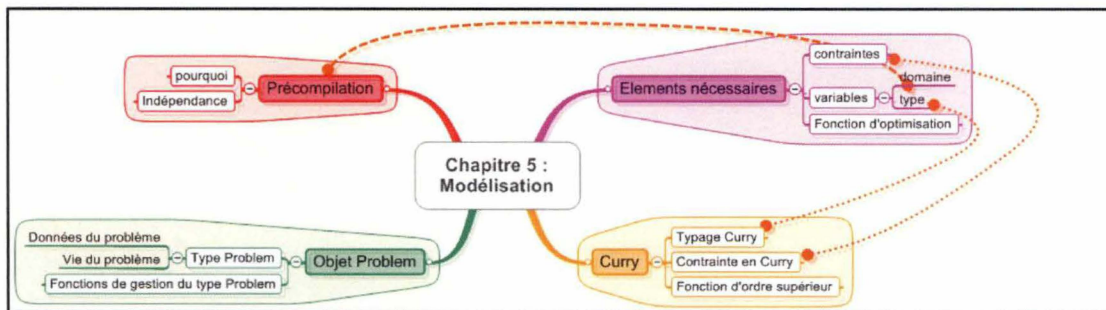 pourquoi
Indépendance
Précompilation
Elements nécessaires
contraintes
variables
domaine
type
Fonction d'optimisation
Chapitre 5 :
Modélisation
Données du problème
Vie du problème
Type Problem
Fonctions de gestion du type Problem
Objet Problem
Curry
Typage Curry
Contrainte en Curry
Fonction d'ordre supérieur